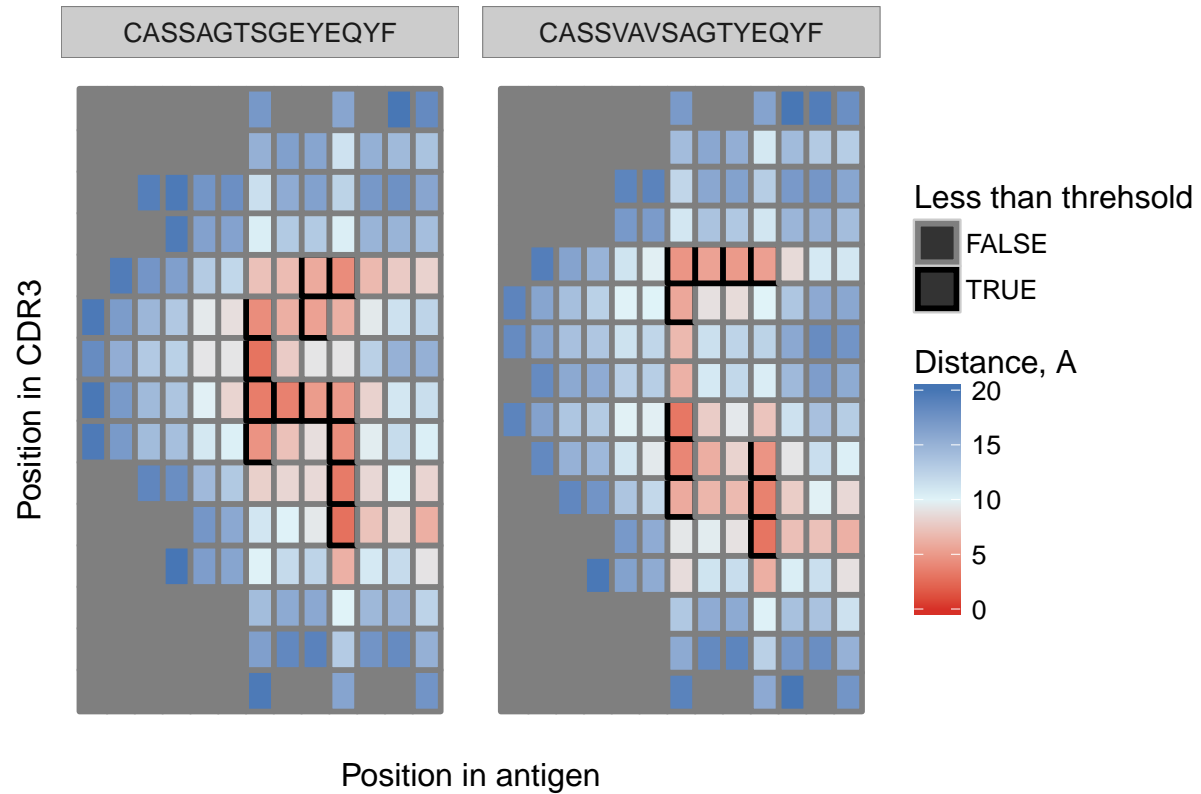 CASSAGTSGEYEQYF
CASSVAVSAGTYEQYF
Position in CDR3
Position in antigen
Less than threhsold
FALSE
TRUE
Distance, A
20
15
10
5
0